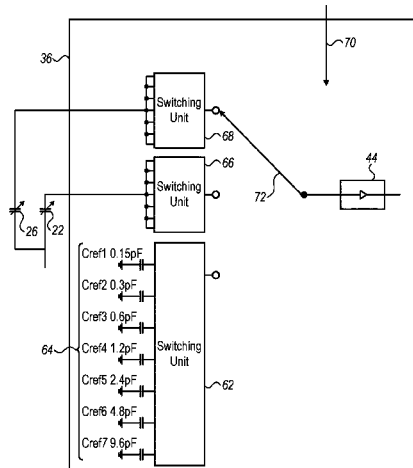 70
36
Switching
Unit
68
44
66
Switching
Unit
72
26
22
Cref1 0.15pF
Cref2 0.3pF
Cref3 0.6pF
Cref4 1.2pF
Cref5 2.4pF
Cref6 4.8pF
Cref7 9.6pF
64
Switching
Unit
62